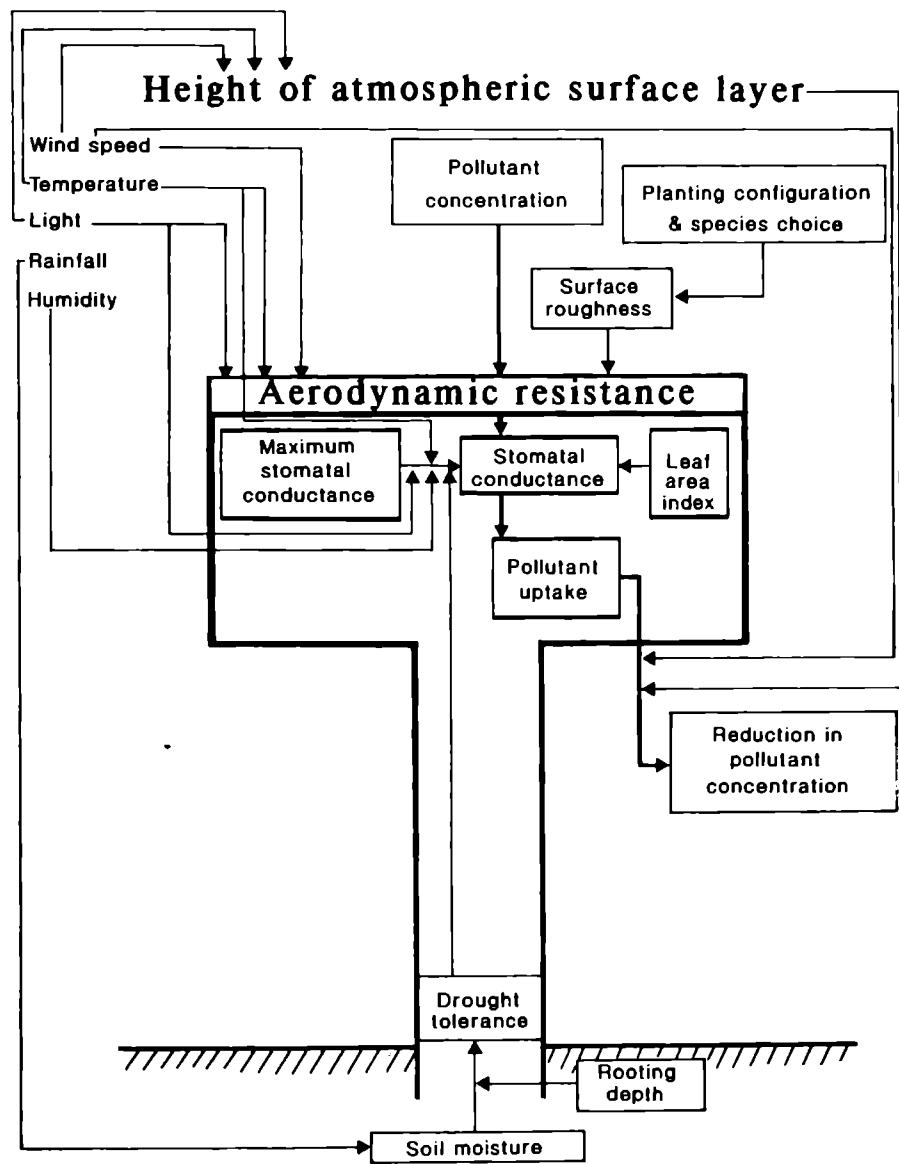 Height of atmospheric surface layer
Wind speed
Temperature
Light
Rainfall
Humidity
Pollutant
concentration
Planting configuration
& species choice
Surface
roughness
Aerodynamic resistance
Maximum
stomatal
conductance
Stomatal
conductance
Leaf
area
index
Pollutant
uptake
Reduction in
pollutant
concentration
Drought
tolerance
Rooting
depth
Soil moisture